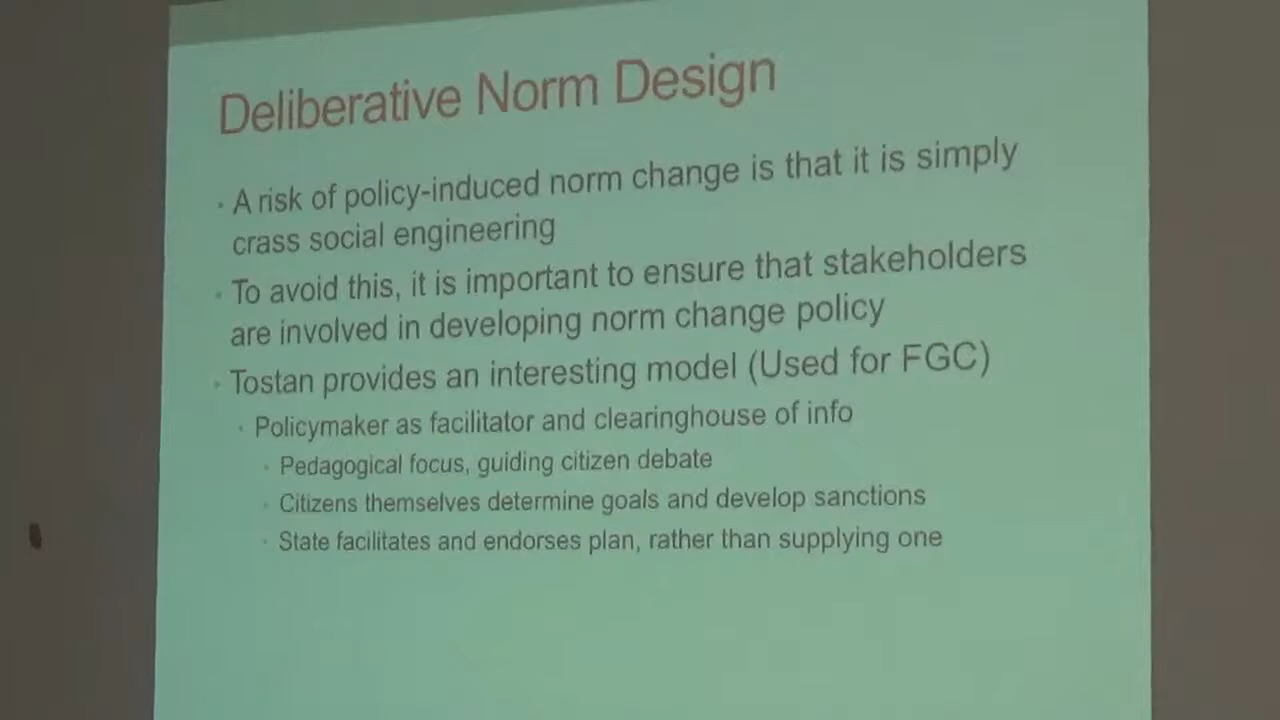 Deliberative Norm Design
· A risk of policy-induced norm change is that it is simply
crass social engineering
· To avoid this, it is important to ensure that stakeholders
are involved in developing norm change policy
· Tostan provides an interesting model (Used for FGC)
· Policymaker as facilitator and clearinghouse of info
· Pedagogical focus, guiding citizen debate
· Citizens themselves determine goals and develop sanctions
· State facilitates and endorses plan, rather than supplying one